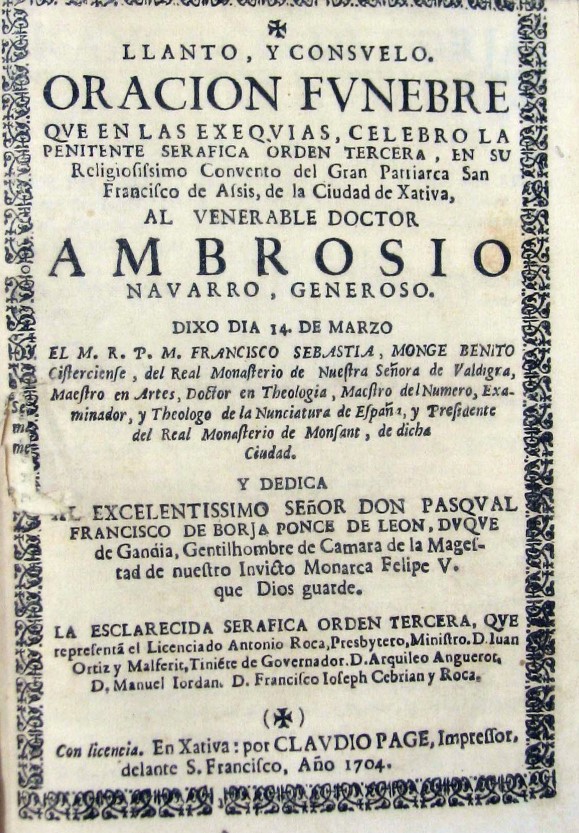 ✠
LLANTO, Y CONSVELO.
ORACION FVNEBRE
QVE EN LAS EXEQVIAS, CELEBRO LA
PENITENTE SERAFICA ORDEN TERCERA, EN SU
Religiosissimo Convento del Gran Patriarca San
Francisco de Assis, de la Ciudad de Xativa,
AL VENERABLE DOCTOR
AMBROSIO
NAVARRO, GENEROSO.
DIXO DIA 14. DE MARZO
EL M. R. P. M. FRANCISCO SEBASTIA, MONGE BENITO
Cisterciense, del Real Monasterio de Nuestra Señora de Valdigra,
Maestro en Artes, Doctor en Theologia, Maestro del Numero, Exa-
minador, y Theologo de la Nunciatura de España, y Presidente
del Real Monasterio de Monsant, de dicha
Ciudad.
Y DEDICA
AL EXCELENTISSIMO SEñOR DON PASQVAL
FRANCISCO DE BORJA PONCE DE LEON, DVQVE
de Gandia, Gentilhombre de Camara de la Mages-
tad de nuestro Invicto Monarca Felipe V.
que Dios guarde.
LA ESCLARECIDA SERAFICA ORDEN TERCERA, QVE
representã el Licenciado Antonio Roca, Presbytero, Ministro. D. Iuan
Ortiz y Malferit, Tiniére de Governador. D. Arquileo Anguerot,
D. Manuel Iordan. D. Francisco Ioseph Cebrian y Roca.
(✠)
Con licencia. En Xativa: por CLAVDIO PAGE, Impressor,
delante S. Francisco, Año 1704.